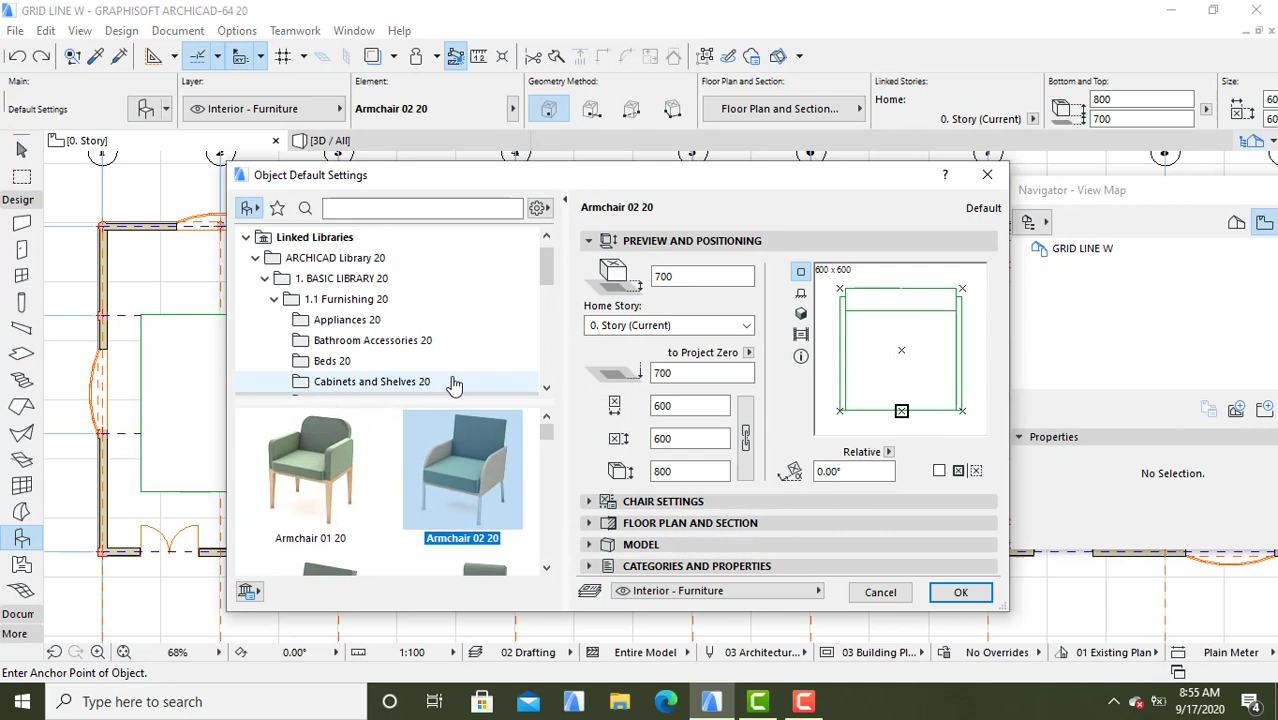 GRID LINE W - GRAPHISOFT ARCHICAD-64 20
File Edit View Design Document Options Teamwork Window Help
Main: Layer: Element: Geometry Method: Floor Plan and Section: Linked Stories: Bottom and Top: Size:
Default Settings Interior - Furniture Armchair 02 20 Floor Plan and Section... Home: 800 60
0. Story (Current) 700 60
[0. Story] [3D / All]
Object Default Settings
Design
Armchair 02 20 Default
Linked Libraries
ARCHICAD Library 20
1. BASIC LIBRARY 20
1.1 Furnishing 20
Appliances 20
Bathroom Accessories 20
Beds 20
Cabinets and Shelves 20
Armchair 01 20
Armchair 02 20
PREVIEW AND POSITIONING
700
Home Story:
0. Story (Current)
to Project Zero
700
600
600
800
600 x 600
Relative
0.00°
CHAIR SETTINGS
FLOOR PLAN AND SECTION
MODEL
CATEGORIES AND PROPERTIES
Interior - Furniture Cancel OK
Navigator - View Map
GRID LINE W
Properties
No Selection.
Docum
More
68% 0.00° 1:100 02 Drafting Entire Model 03 Architectur... 03 Building Pl... No Overrides 01 Existing Plan Plain Meter
Enter Anchor Point of Object.
Type here to search
8:55 AM
9/17/2020
4